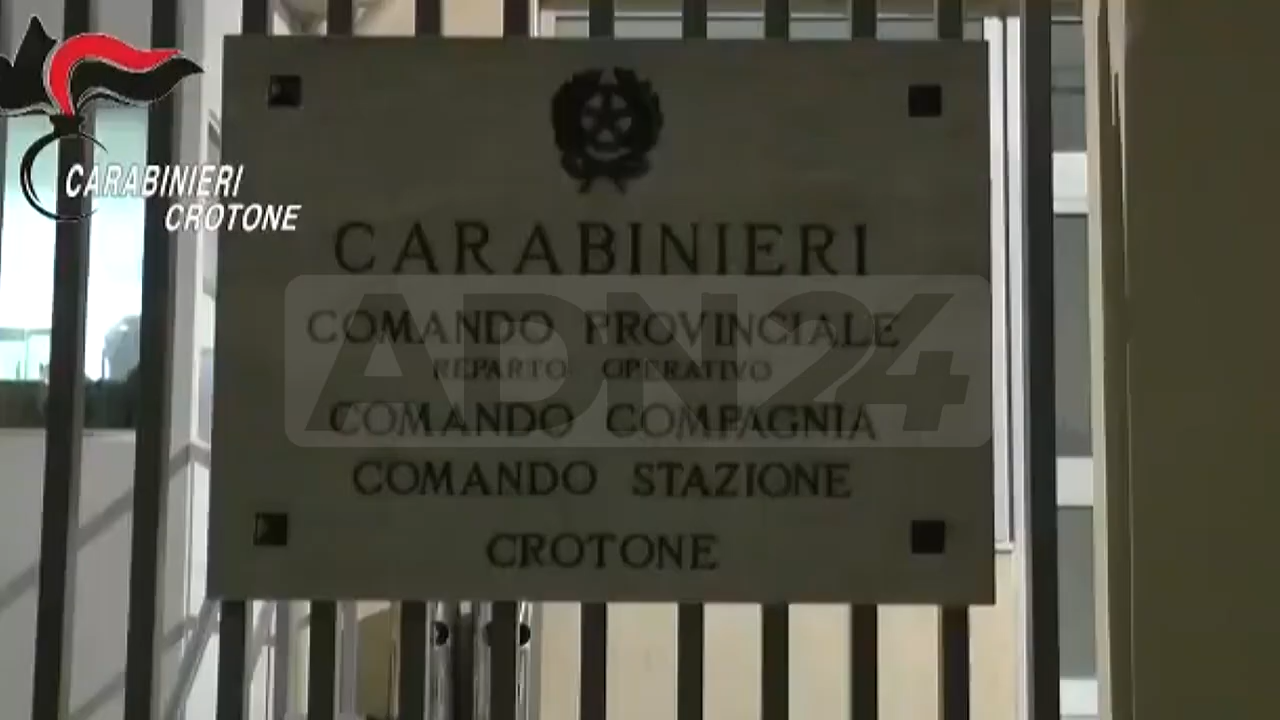 CARABINIERI
CROTONE
CARABINIERI
COMANDO PROVINCIALE
REPARTO OPERATIVO
COMANDO COMPAGNIA
COMANDO STAZIONE
CROTONE
ADN24